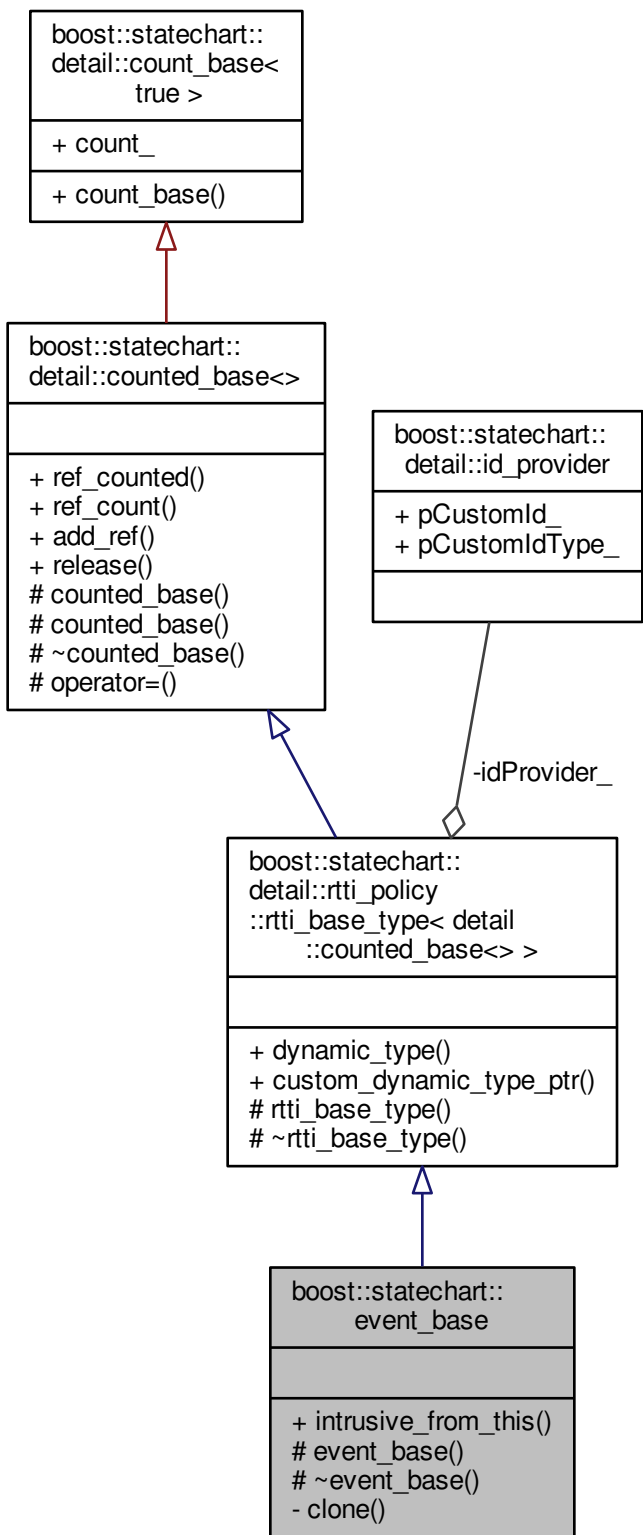 boost::statechart::
detail::count_base<
true >
+ count_
+ count_base()
boost::statechart::
detail::counted_base<>
+ ref_counted()
+ ref_count()
+ add_ref()
+ release()
# counted_base()
# counted_base()
# ~counted_base()
# operator=()
boost::statechart::
detail::id_provider
+ pCustomId_
+ pCustomIdType_
-idProvider_
boost::statechart::
detail::rtti_policy
::rtti_base_type< detail
::counted_base<> >
+ dynamic_type()
+ custom_dynamic_type_ptr()
# rtti_base_type()
# ~rtti_base_type()
boost::statechart::
event_base
+ intrusive_from_this()
# event_base()
# ~event_base()
- clone()